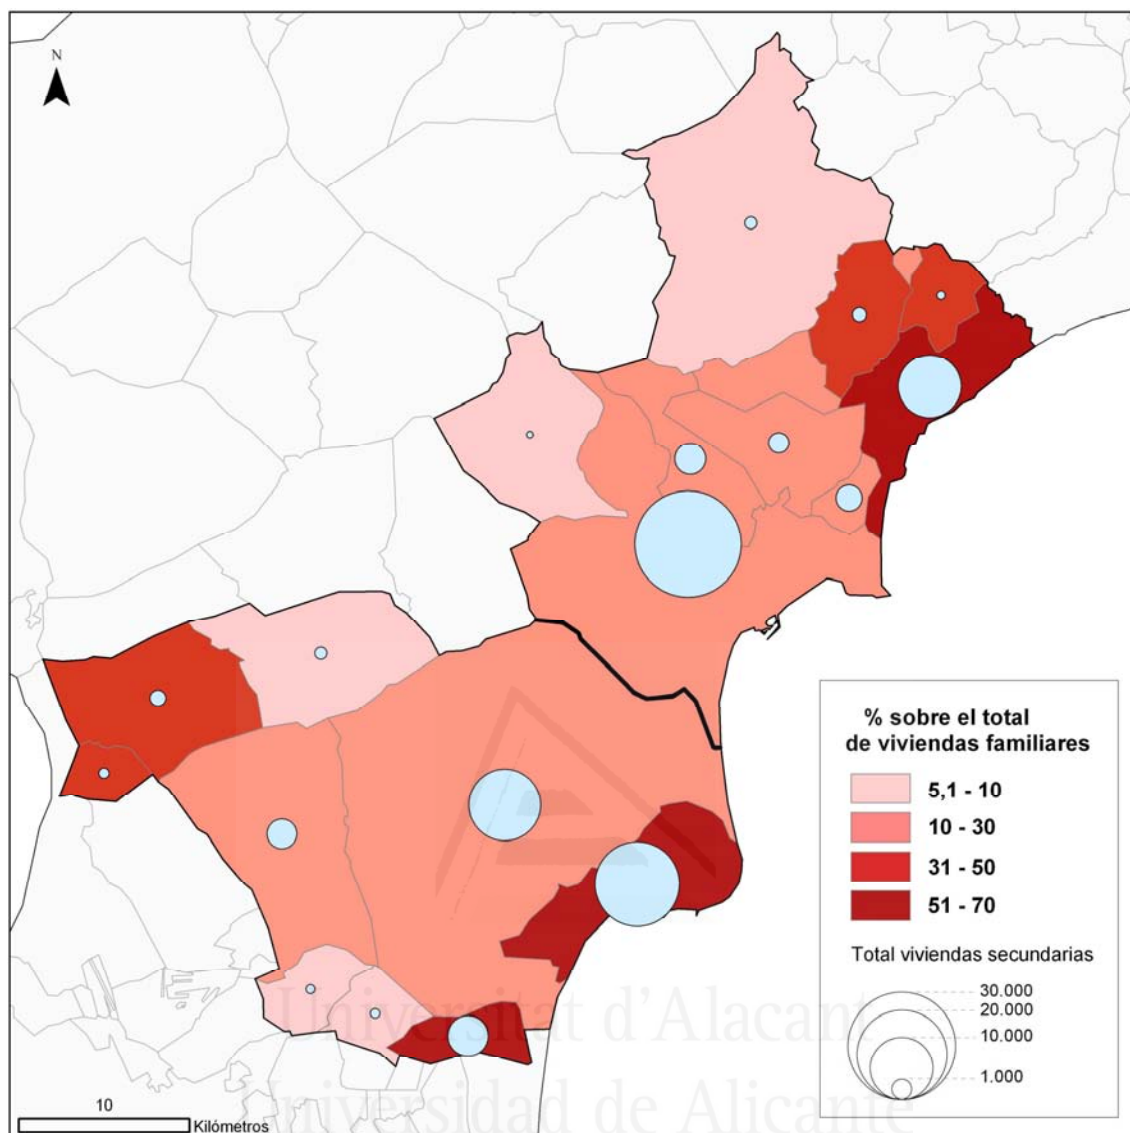 N
% sobre el total
de viviendas familiares
5,1 - 10
10 - 30
31 - 50
51 - 70
Total viviendas secundarias
30.000
20.000
10.000
1.000
Universitat d'Alacant
Universidad de Alicante
10
Kilómetros